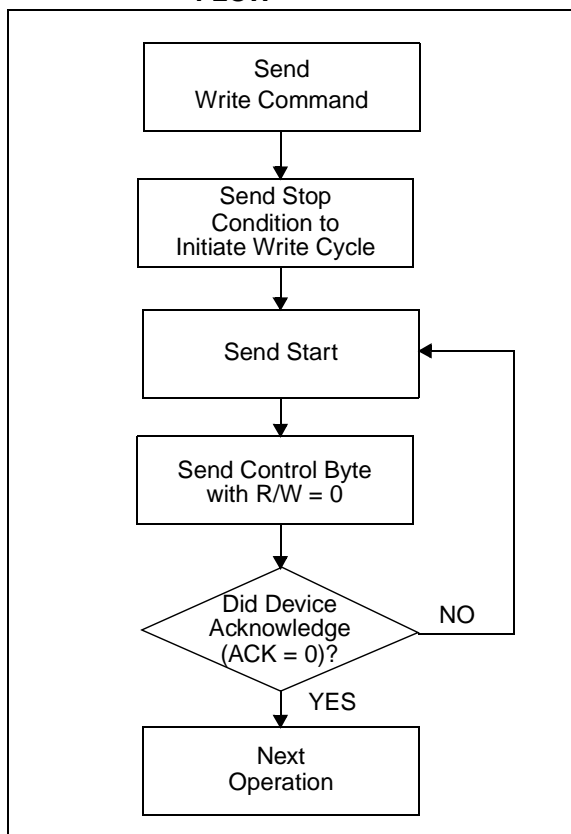 FLOW
Send
Write Command
Send Stop
Condition to
Initiate Write Cycle
Send Start
Send Control Byte
with R/W = 0
Did Device
Acknowledge
(ACK = 0)?
NO
YES
Next
Operation